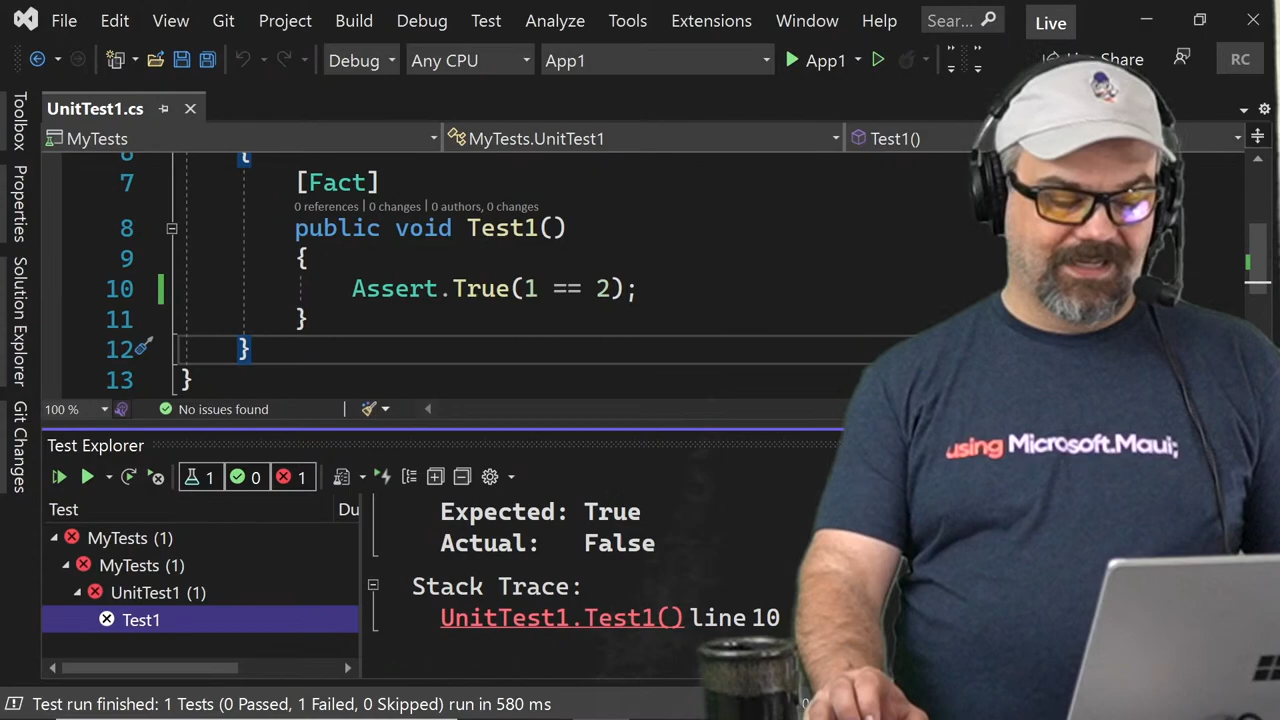 File Edit View Git Project Build Debug Test Analyze Tools Extensions Window Help Sear... Live
Debug Any CPU App1 App1 Share RC
UnitTest1.cs
MyTests MyTests.UnitTest1 Test1()
Toolbox
Properties
Solution Explorer
Git Changes
6 {
7 [Fact]
0 references | 0 changes | 0 authors, 0 changes
8 public void Test1()
9 {
10 Assert.True(1 == 2);
11 }
12 }
13 }
100 % No issues found
Test Explorer
1 0 1
Test Du
MyTests (1)
MyTests (1)
UnitTest1 (1)
Test1
Expected: True
Actual: False
Stack Trace:
UnitTest1.Test1() line 10
Test run finished: 1 Tests (0 Passed, 1 Failed, 0 Skipped) run in 580 ms
using Microsoft.Maui;